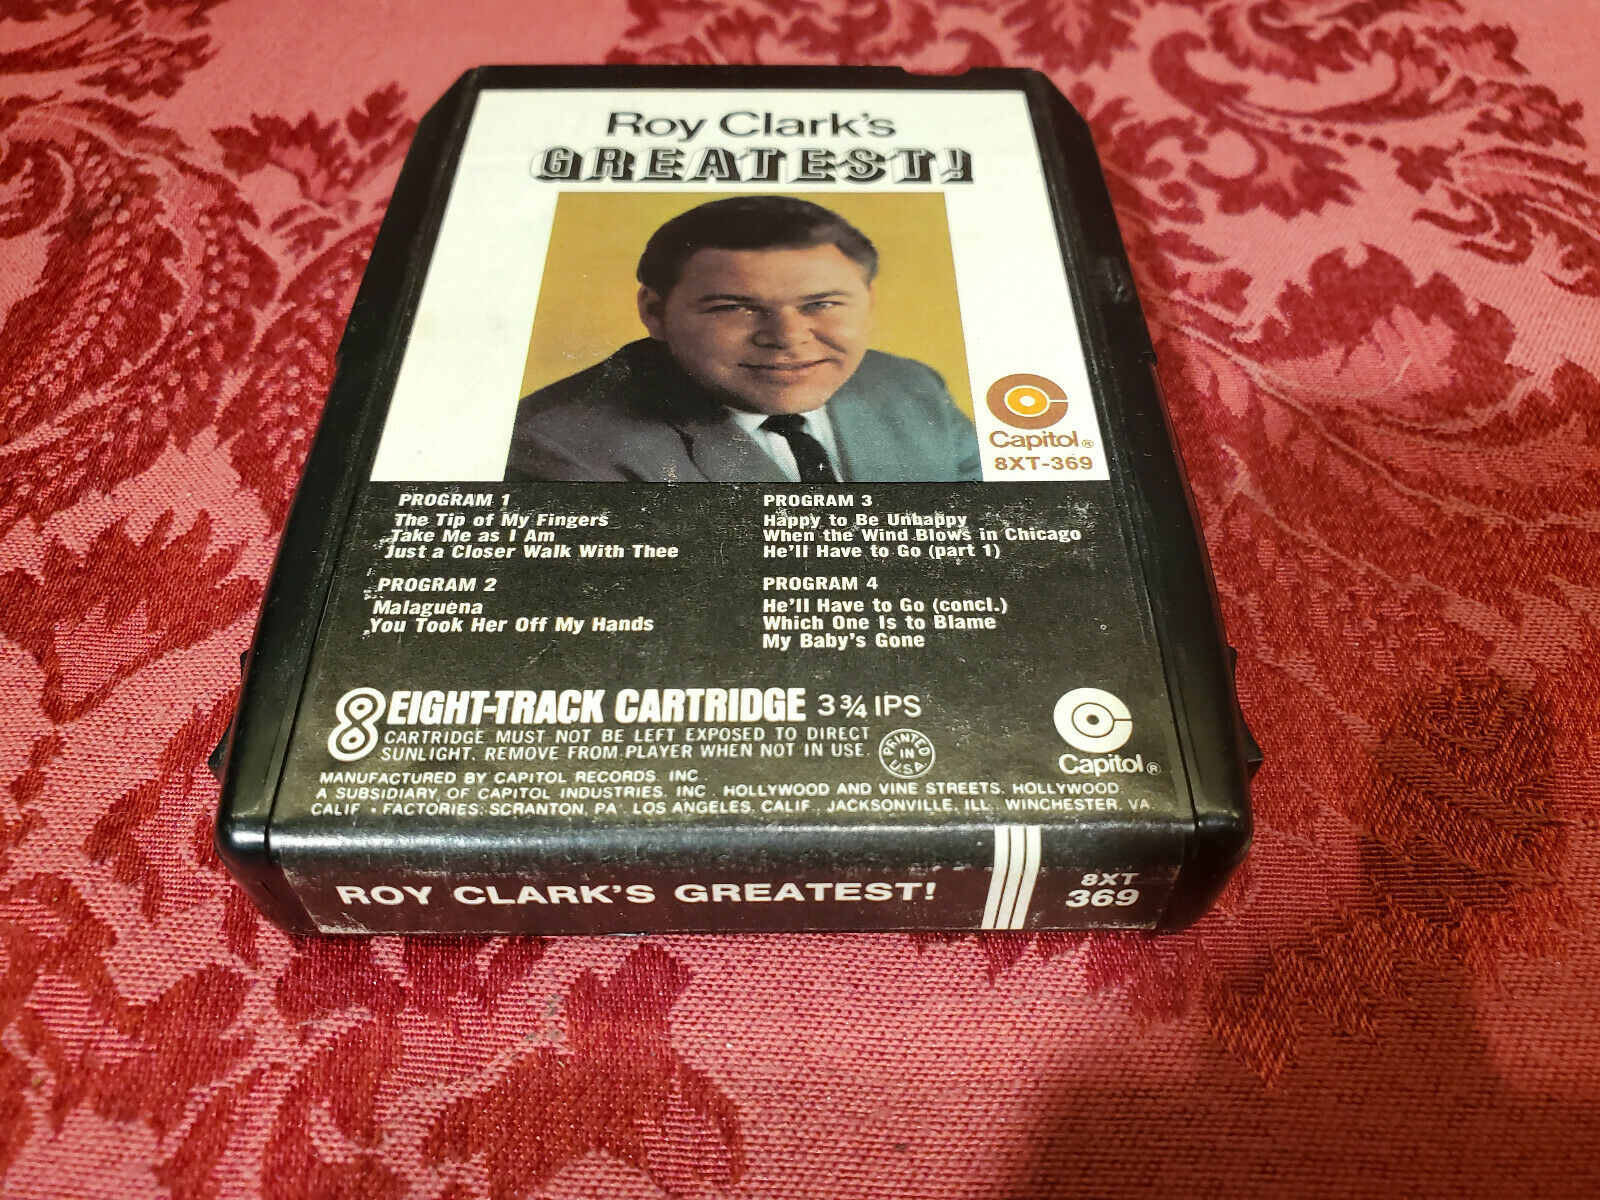 Roy Clark's
GREATEST!
Capitol®
8XT-369
PROGRAM 1
The Tip of My Fingers
Take Me as I Am
Just a Closer Walk With Thee
PROGRAM 2
Malaguena
You Took Her Off My Hands
PROGRAM 3
Happy to Be Unhappy
When the Wind Blows in Chicago
He'll Have to Go (part 1)
PROGRAM 4
He'll Have to Go (concl.)
Which One Is to Blame
My Baby's Gone
8 EIGHT-TRACK CARTRIDGE 3 3/4 IPS
CARTRIDGE MUST NOT BE LEFT EXPOSED TO DIRECT
SUNLIGHT. REMOVE FROM PLAYER WHEN NOT IN USE.
PRINTED
IN
U.S.A.
Capitol®
MANUFACTURED BY CAPITOL RECORDS, INC.
A SUBSIDIARY OF CAPITOL INDUSTRIES, INC., HOLLYWOOD AND VINE STREETS, HOLLYWOOD,
CALIF. • FACTORIES: SCRANTON, PA., LOS ANGELES, CALIF., JACKSONVILLE, ILL., WINCHESTER, VA.
ROY CLARK'S GREATEST!
8XT
369